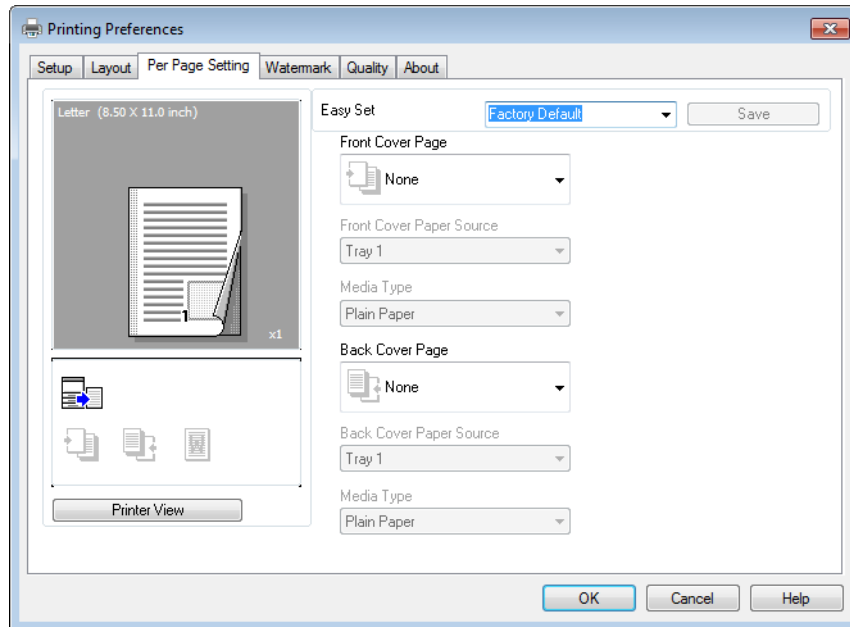 Printing Preferences
Setup Layout Per Page Setting Watermark Quality About
Letter (8.50 X 11.0 inch)
1
x1
Printer View
Easy Set Factory Default Save
Front Cover Page
None
Front Cover Paper Source
Tray 1
Media Type
Plain Paper
Back Cover Page
None
Back Cover Paper Source
Tray 1
Media Type
Plain Paper
OK Cancel Help